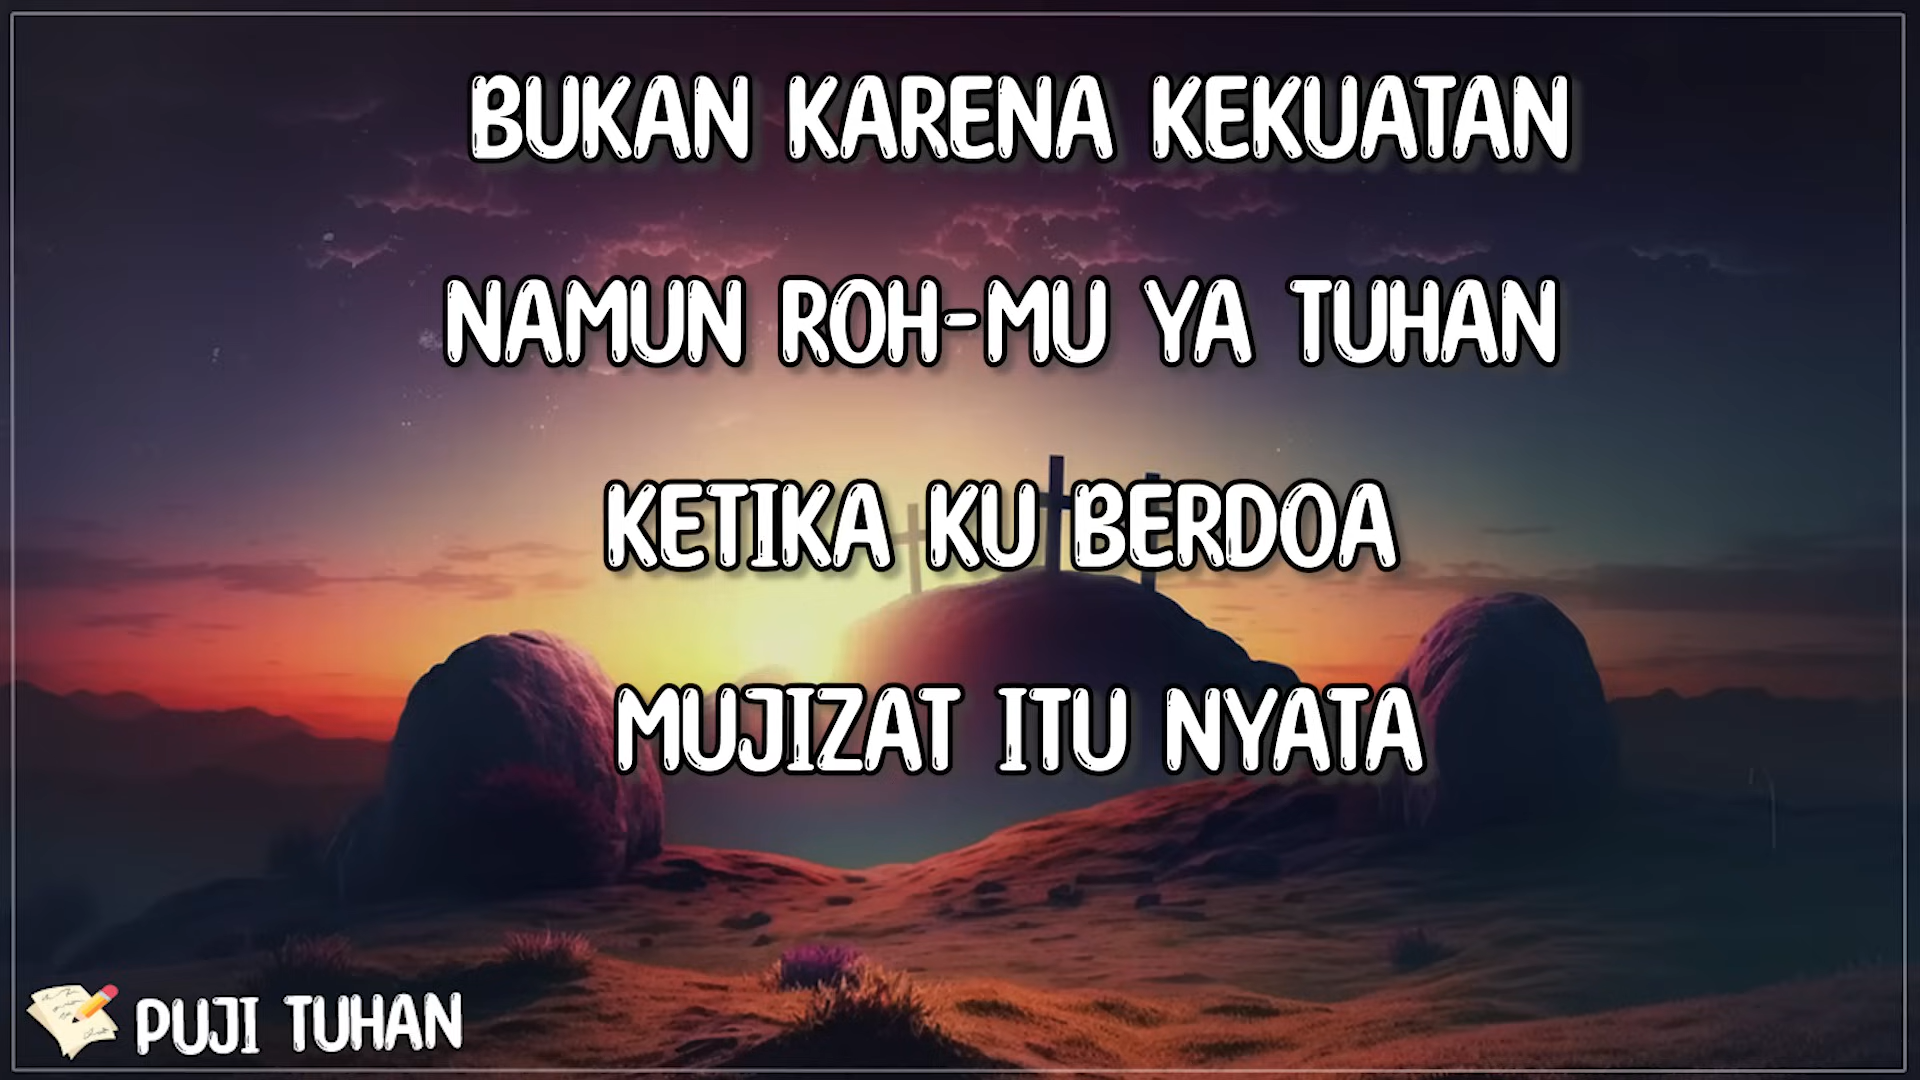 BUKAN KARENA KEKUATAN
NAMUN ROH-MU YA TUHAN
KETIKA KU BERDOA
MUJIZAT ITU NYATA
PUJI TUHAN